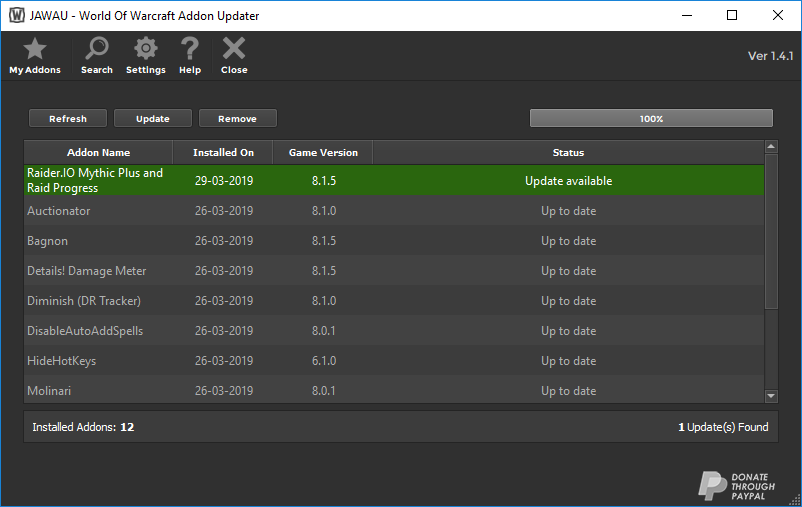 W JAWAU - World Of Warcraft Addon Updater
My Addons Search Settings Help Close Ver 1.4.1
Refresh Update Remove 100%
Addon Name Installed On Game Version Status
Raider.IO Mythic Plus and
Raid Progress 29-03-2019 8.1.5 Update available
Auctionator 26-03-2019 8.1.0 Up to date
Bagnon 26-03-2019 8.1.5 Up to date
Details! Damage Meter 26-03-2019 8.1.5 Up to date
Diminish (DR Tracker) 26-03-2019 8.1.0 Up to date
DisableAutoAddSpells 26-03-2019 8.0.1 Up to date
HideHotKeys 26-03-2019 6.1.0 Up to date
Molinari 26-03-2019 8.0.1 Up to date
Installed Addons: 12 1 Update(s) Found
DONATE
THROUGH
PAYPAL